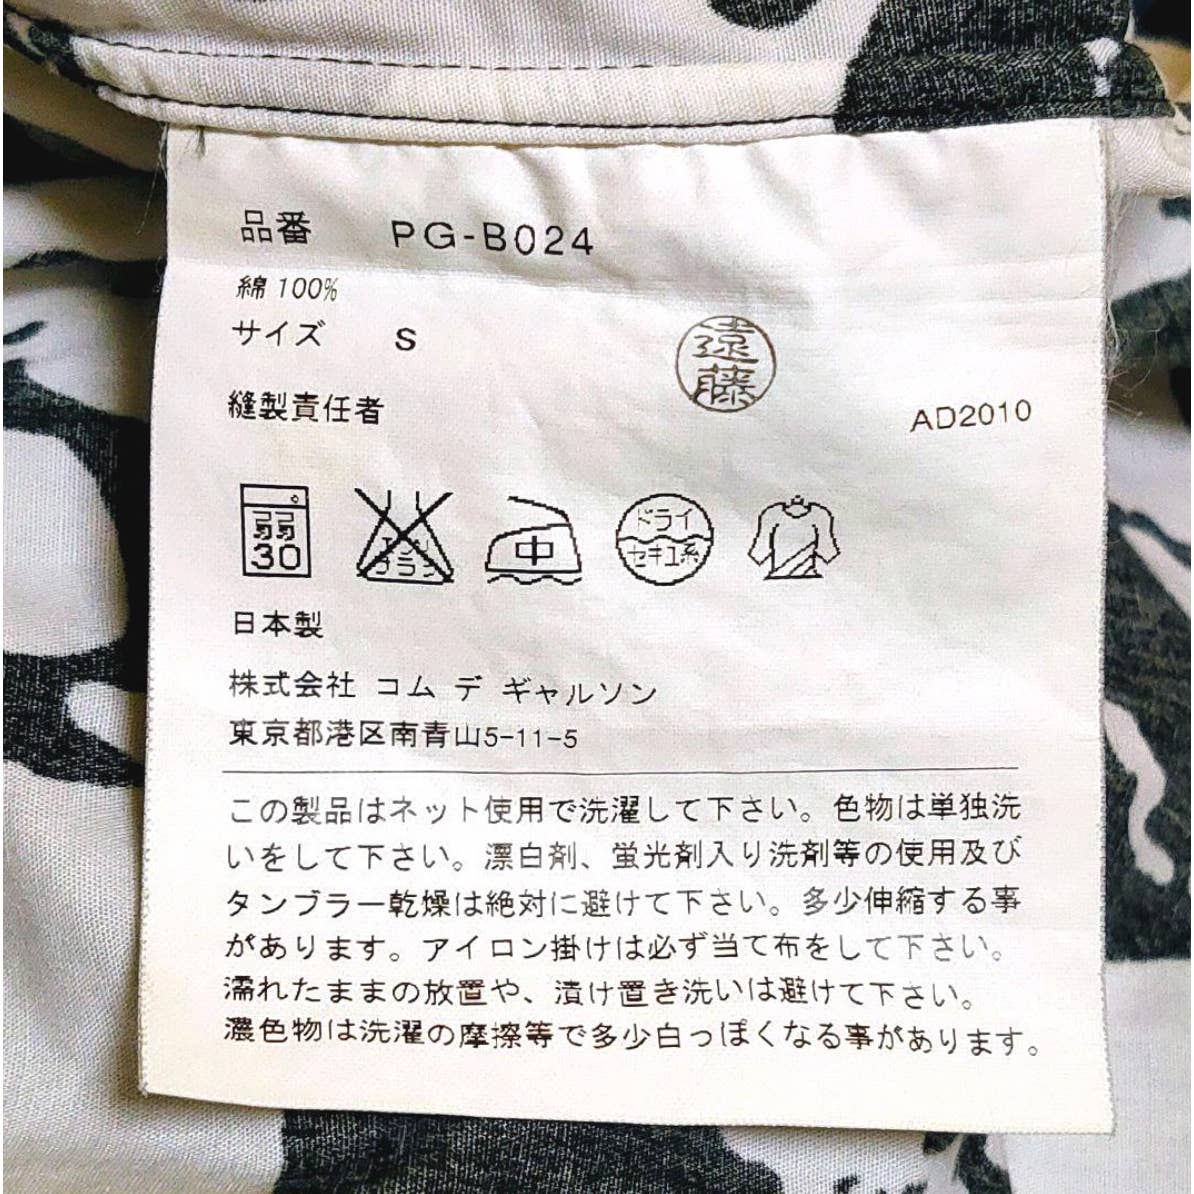 品番 PG-B024
綿 100%
サイズ S
遠藤
縫製責任者
AD2010
弱
30
エンソ
フラン
中
ドライ
セキユ系
日本製
株式会社 コム デ ギャルソン
東京都港区南青山5-11-5
この製品はネット使用で洗濯して下さい。色物は単独洗
いをして下さい。漂白剤、蛍光剤入り洗剤等の使用及び
タンブラー乾燥は絶対に避けて下さい。多少伸縮する事
があります。アイロン掛けは必ず当て布をして下さい。
濡れたままの放置や、漬け置き洗いは避けて下さい。
濃色物は洗濯の摩擦等で多少白っぽくなる事があります。